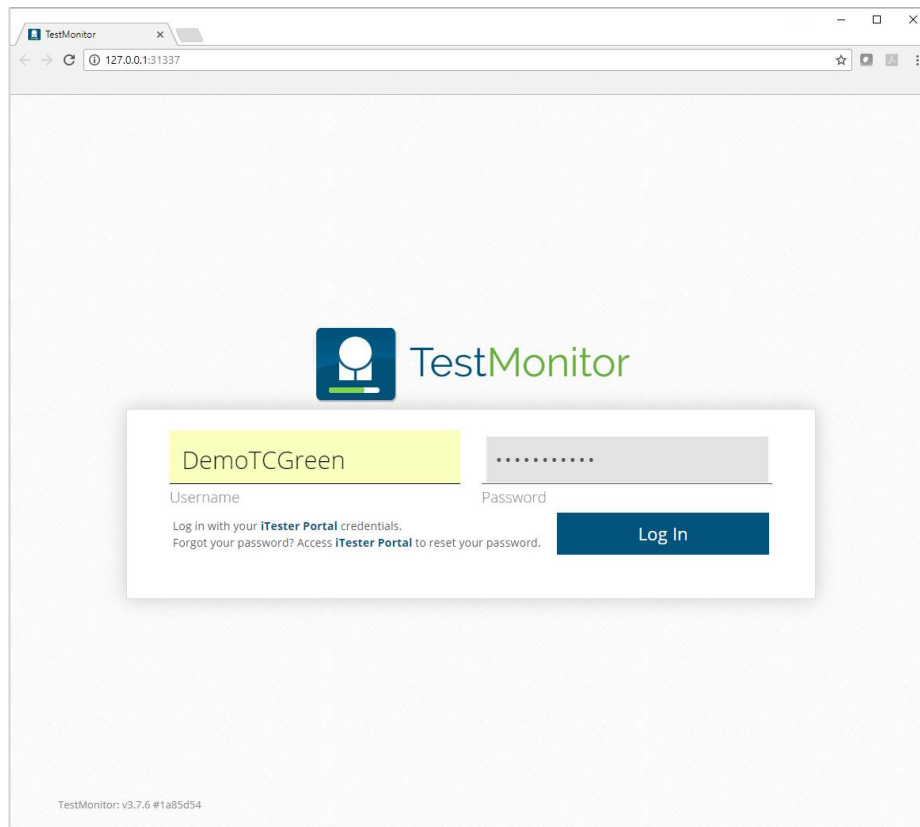 TestMonitor
127.0.0.1:31337
TestMonitor
DemoTCGreen
•••••••••••
Username
Password
Log in with your iTester Portal credentials.
Forgot your password? Access iTester Portal to reset your password.
Log In
TestMonitor: v3.7.6 #1a85d54